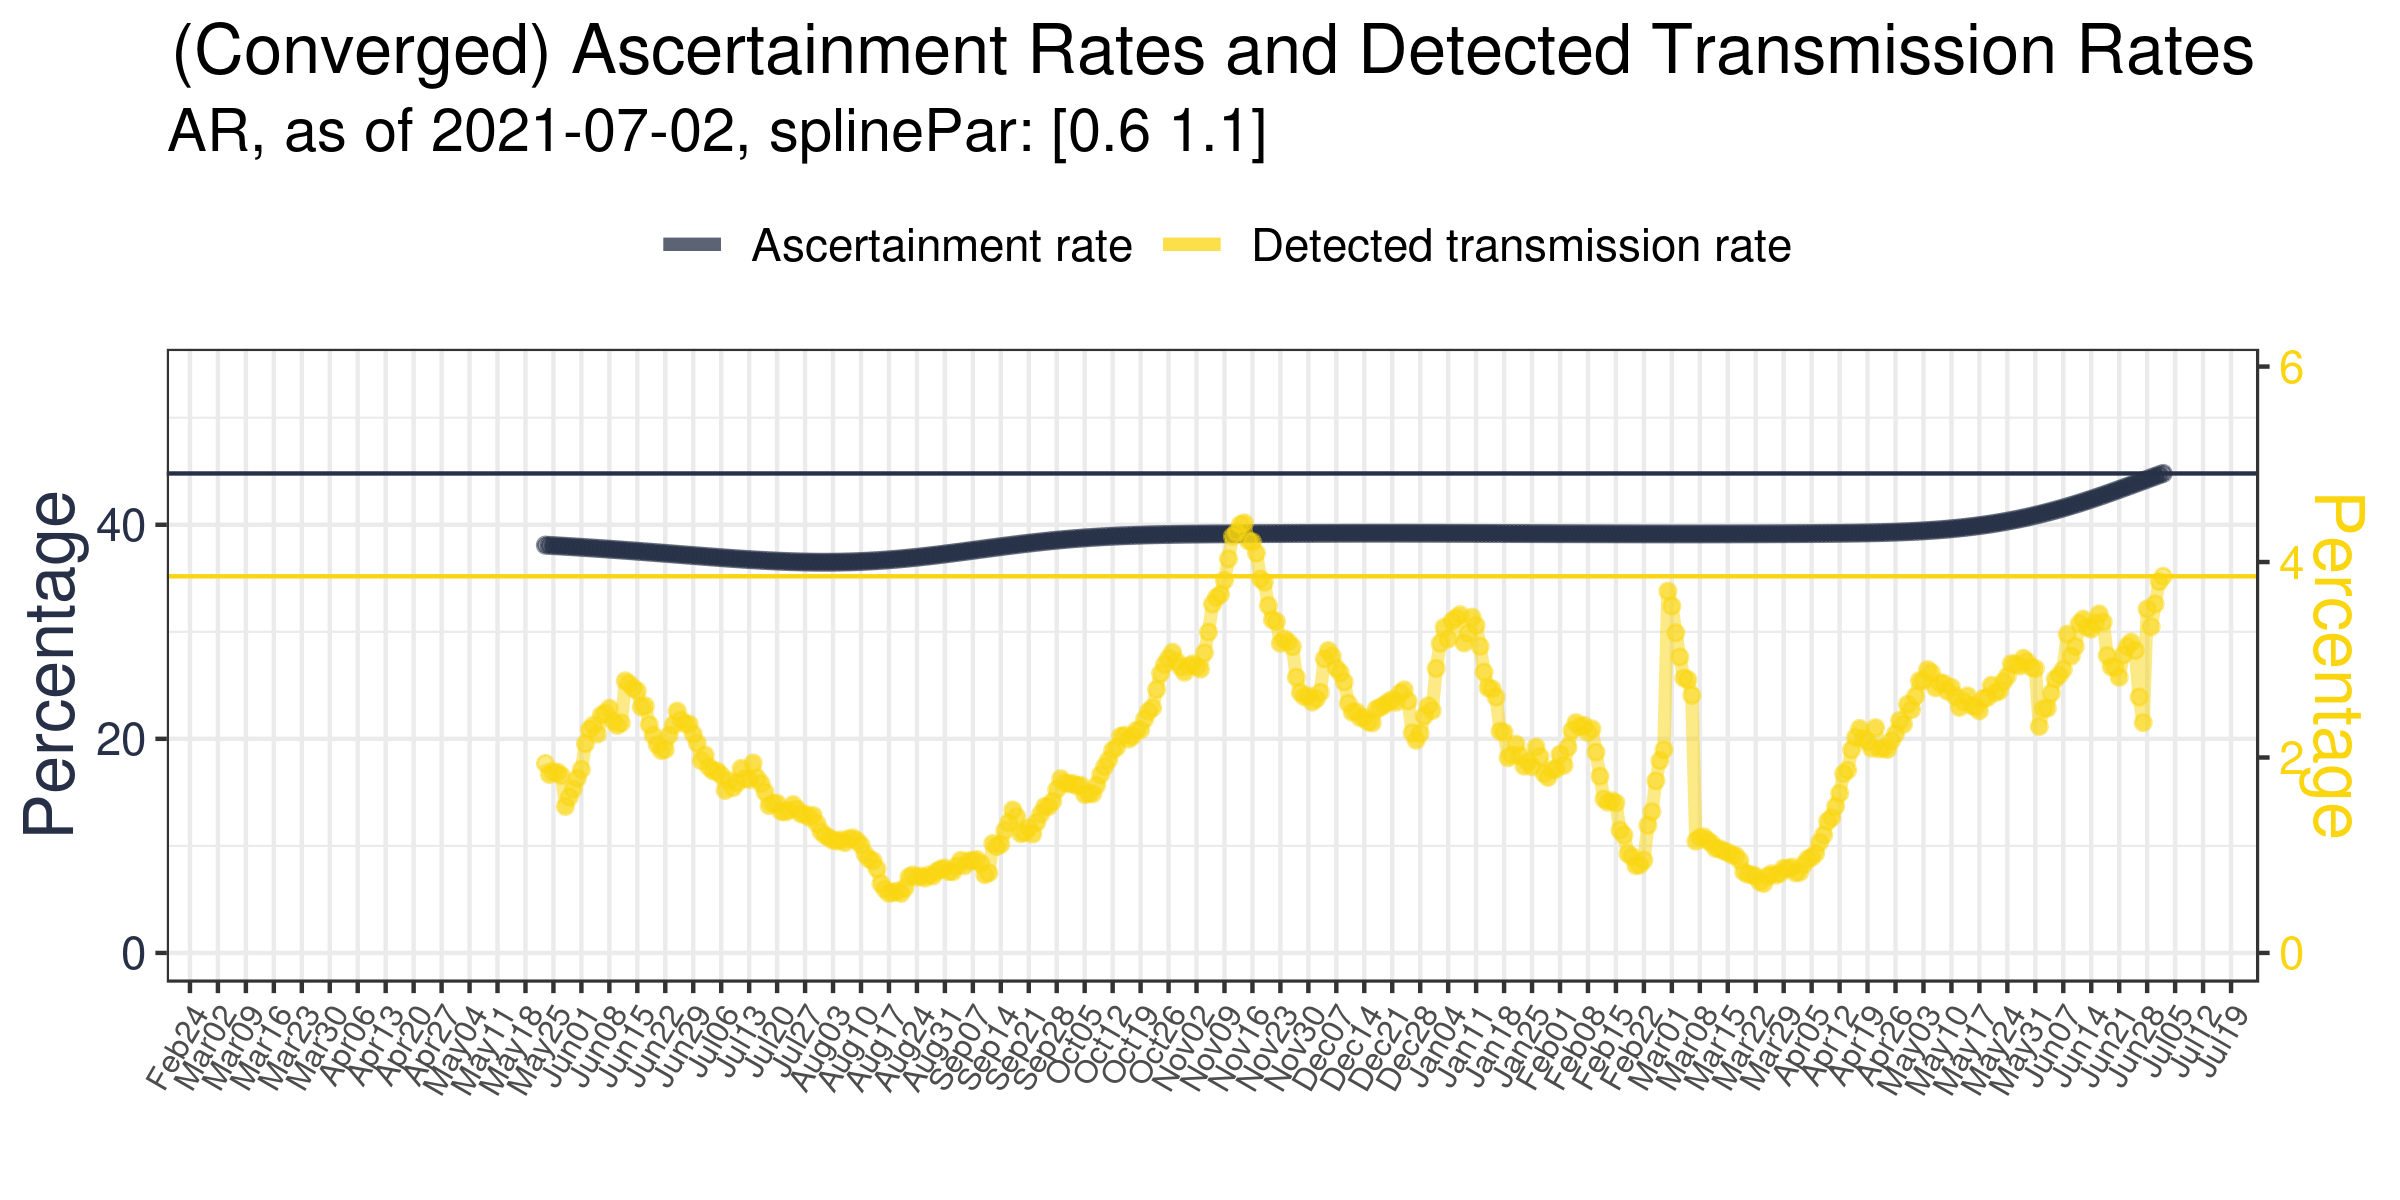 (Converged) Ascertainment Rates and Detected Transmission Rates
AR, as of 2021-07-02, splinePar: [0.6 1.1]
Ascertainment rate
Detected transmission rate
Percentage
40
20
0
6
4
2
0
Percentage
Feb24
Mar02
Mar09
Mar16
Mar23
Mar30
Apr06
Apr13
Apr20
Apr27
May04
May11
May18
May25
Jun01
Jun08
Jun15
Jun22
Jun29
Jul06
Jul13
Jul20
Jul27
Aug03
Aug10
Aug17
Aug24
Aug31
Sep07
Sep14
Sep21
Sep28
Oct05
Oct12
Oct19
Oct26
Nov02
Nov09
Nov16
Nov23
Nov30
Dec07
Dec14
Dec21
Dec28
Jan04
Jan11
Jan18
Jan25
Feb01
Feb08
Feb15
Feb22
Mar01
Mar08
Mar15
Mar22
Mar29
Apr05
Apr12
Apr19
Apr26
May03
May10
May17
May24
May31
Jun07
Jun14
Jun21
Jun28
Jul05
Jul12
Jul19